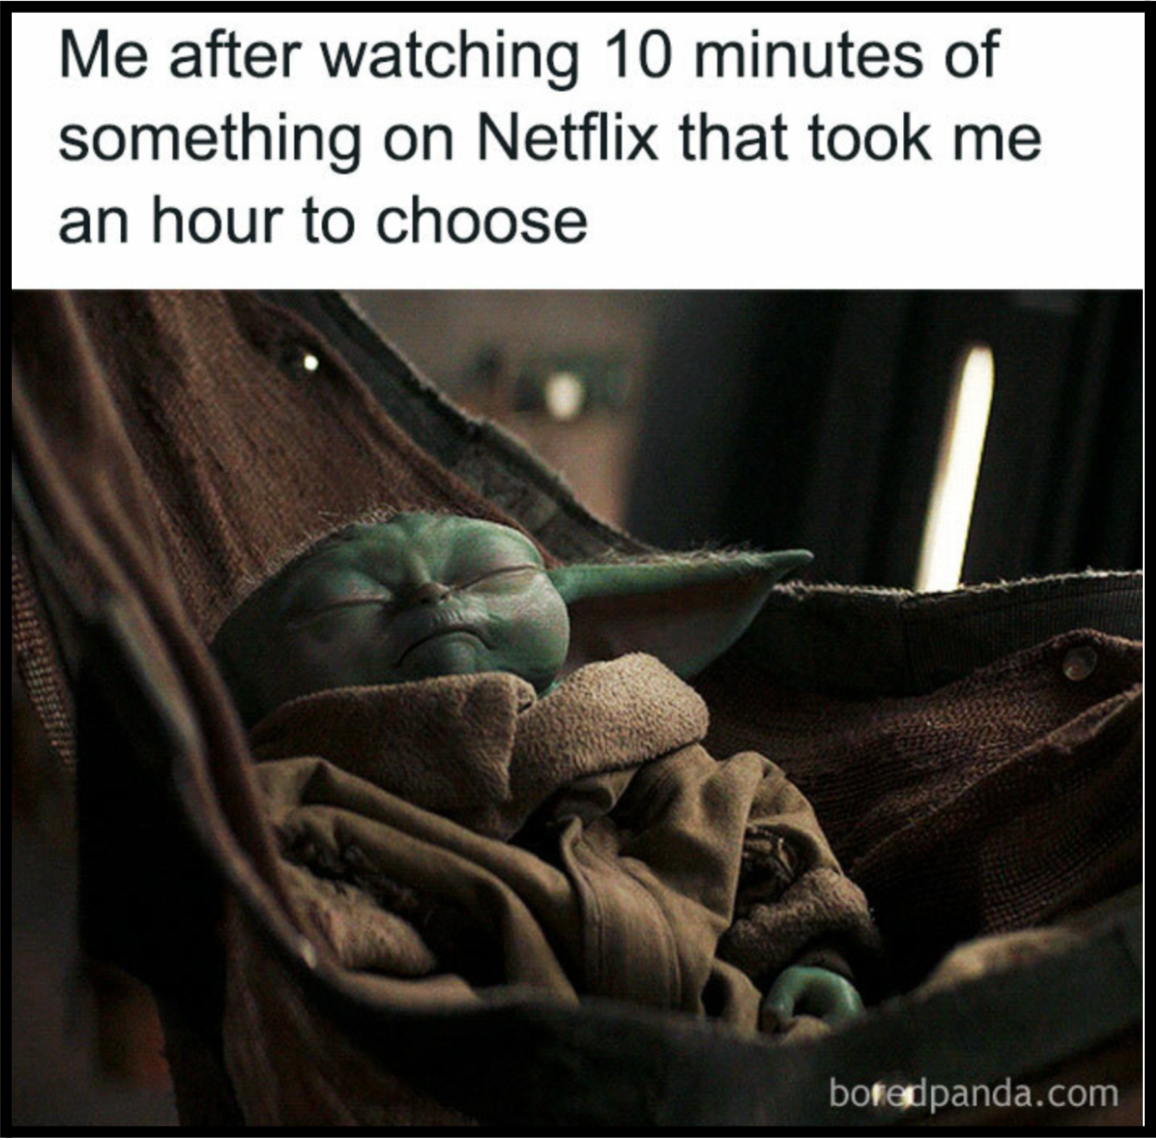 Me after watching 10 minutes of
something on Netflix that took me
an hour to choose
boredpanda.com